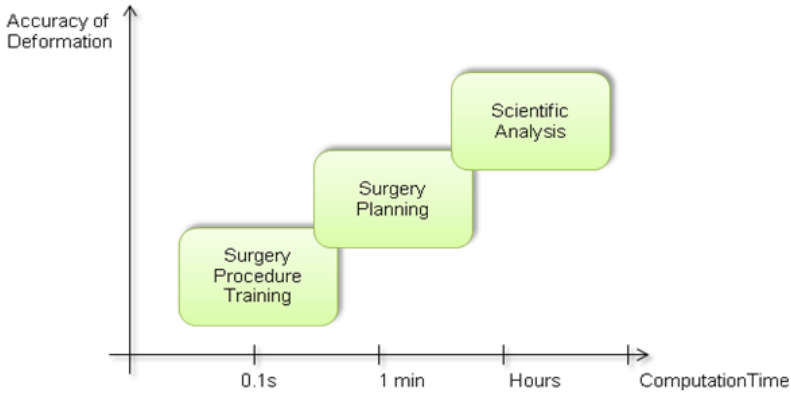 Accuracy of
Deformation
Scientific
Analysis
Surgery
Planning
Surgery
Procedure
Training
0.1s
1 min
Hours
ComputationTime